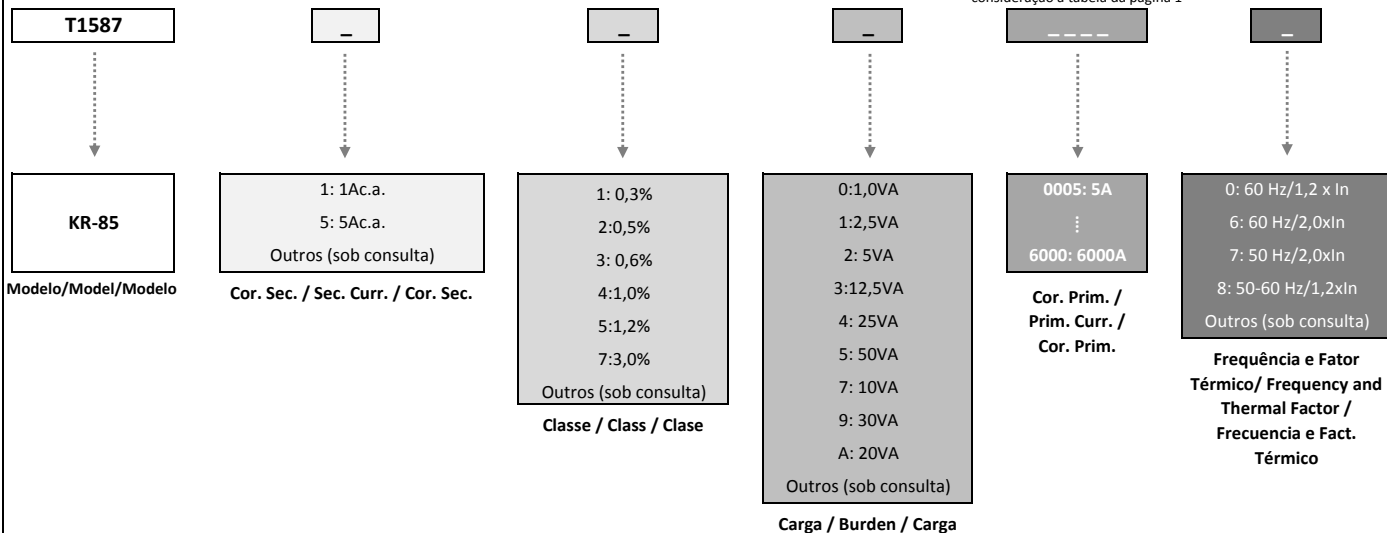 consideração a tabela da página 1
T1587
_
_
_
_ _ _ _
_
KR-85
Modelo/Model/Modelo
1: 1Ac.a.
5: 5Ac.a.
Outros (sob consulta)
Cor. Sec. / Sec. Curr. / Cor. Sec.
1: 0,3%
2:0,5%
3: 0,6%
4:1,0%
5:1,2%
7:3,0%
Outros (sob consulta)
Classe / Class / Clase
0:1,0VA
1:2,5VA
2: 5VA
3:12,5VA
4: 25VA
5: 50VA
7: 10VA
9: 30VA
A: 20VA
Outros (sob consulta)
Carga / Burden / Carga
0005: 5A
⁞
6000: 6000A
Cor. Prim. /
Prim. Curr. /
Cor. Prim.
0: 60 Hz/1,2 x In
6: 60 Hz/2,0xIn
7: 50 Hz/2,0xIn
8: 50-60 Hz/1,2xIn
Outros (sob consulta)
Frequência e Fator
Térmico/ Frequency and
Thermal Factor /
Frecuencia e Fact.
Térmico